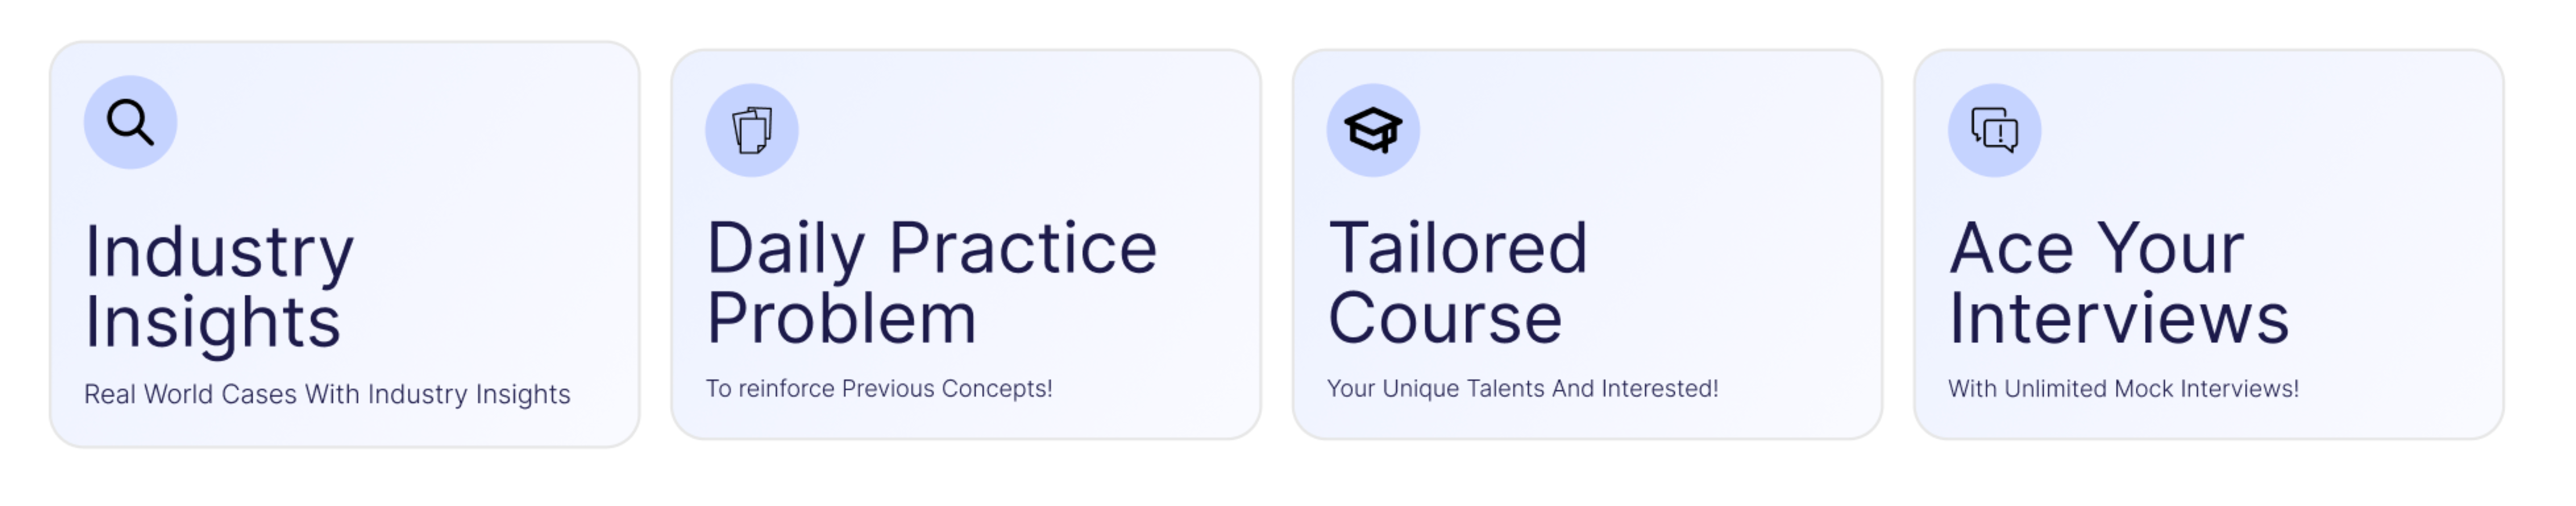 Industry
Insights
Real World Cases With Industry Insights
Daily Practice
Problem
To reinforce Previous Concepts!
Tailored
Course
Your Unique Talents And Interested!
Ace Your
Interviews
With Unlimited Mock Interviews!